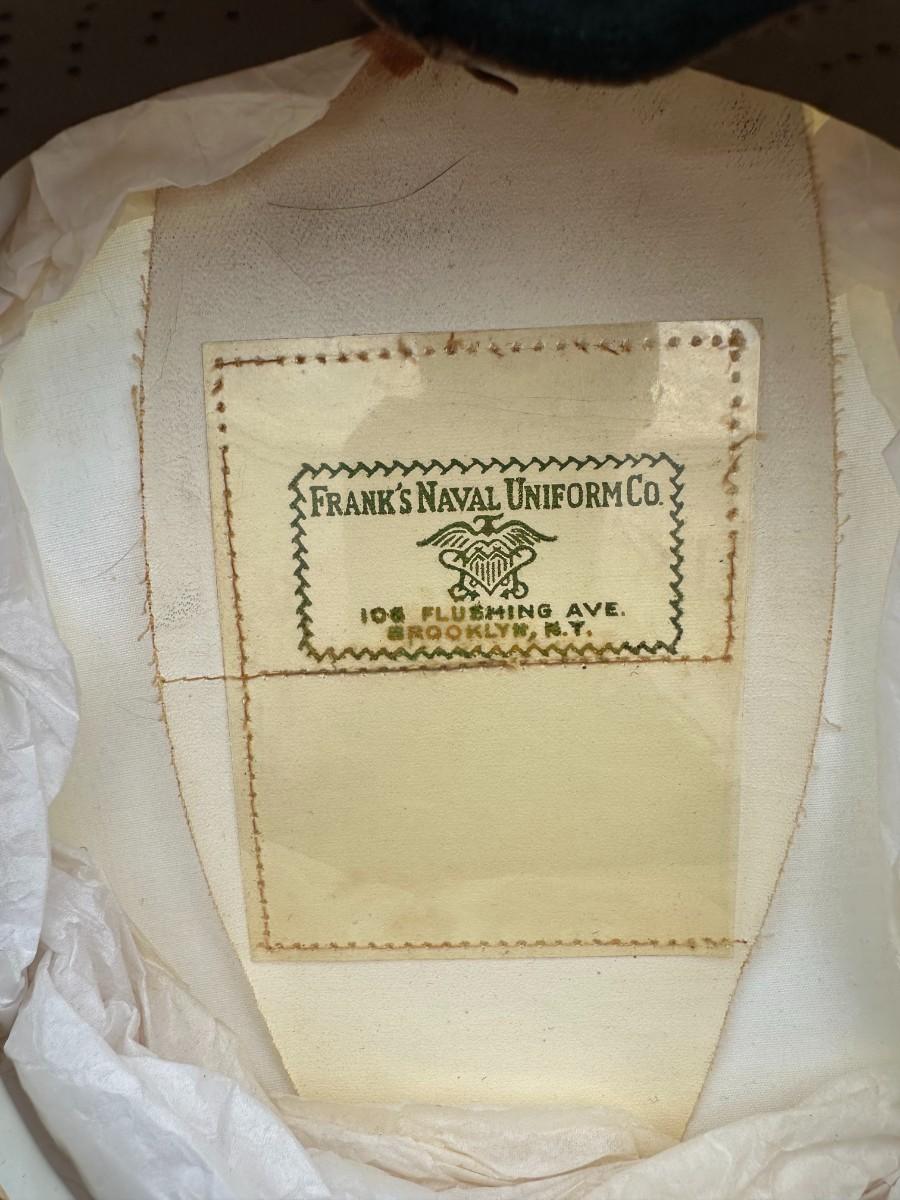 FRANK'S NAVAL UNIFORM CO.
106 FLUSHING AVE.
BROOKLYN, N.Y.